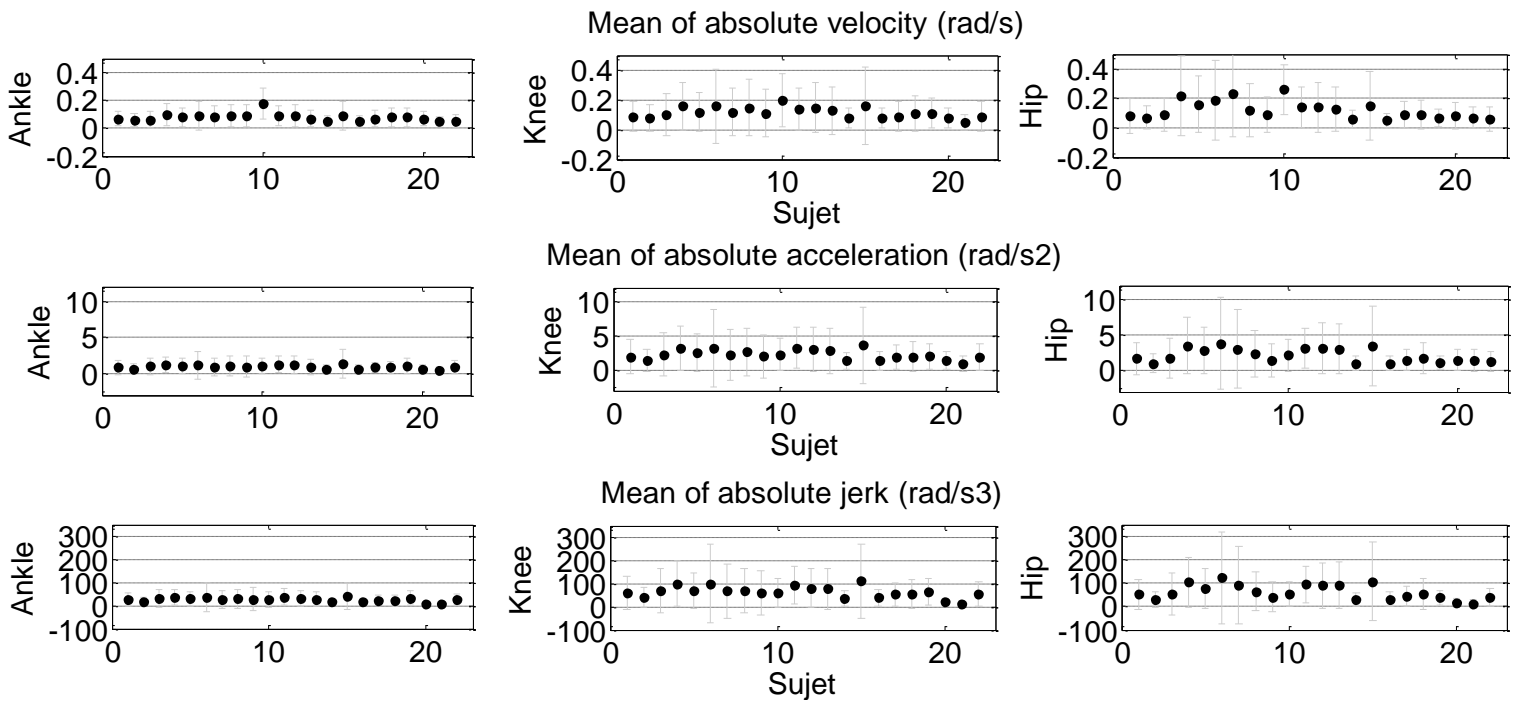 Mean of absolute velocity (rad/s)
Ankle
0.4
0.2
0
-0.2
0 10 20
Knee
0.4
0.2
0
-0.2
0 10 20
Sujet
Hip
0.4
0.2
0
-0.2
0 10 20
Mean of absolute acceleration (rad/s2)
Ankle
10
5
0
0 10 20
Knee
10
5
0
0 10 20
Sujet
Hip
10
5
0
0 10 20
Mean of absolute jerk (rad/s3)
Ankle
300
200
100
0
-100
0 10 20
Knee
300
200
100
0
-100
0 10 20
Sujet
Hip
300
200
100
0
-100
0 10 20